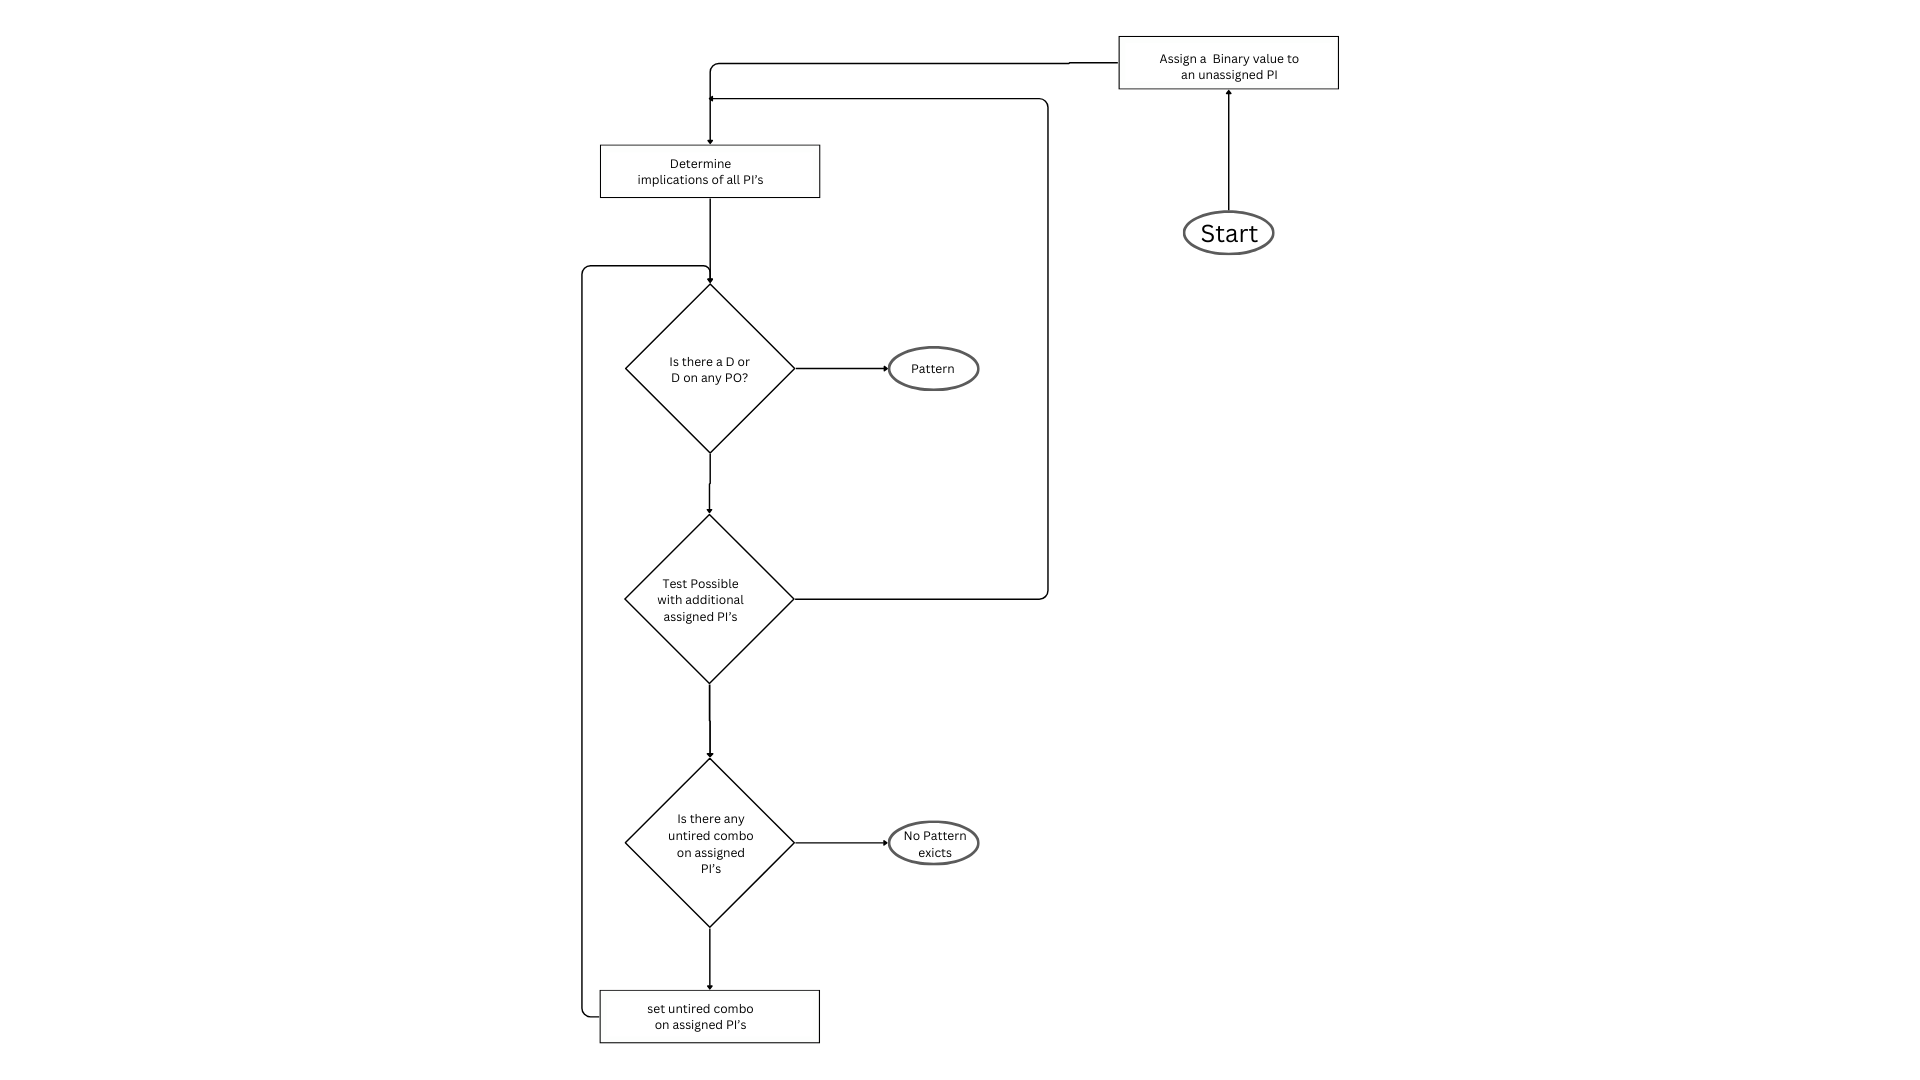 Assign a  Binary value to
an unassigned PI
Determine
implications of all PI's
Start
Is there a D or
D on any PO?
Pattern
Test Possible
with additional
assigned PI's
Is there any
untired combo
on assigned
PI's
No Pattern
exicts
set untired combo
on assigned PI's